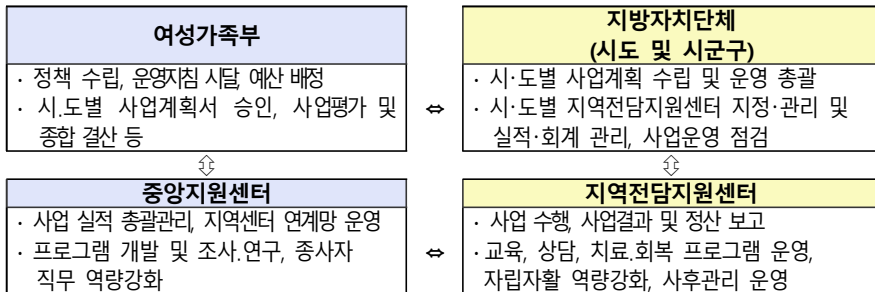 여성가족부
· 정책 수립, 운영지침 시달, 예산 배정
· 시.도별 사업계획서 승인, 사업평가 및
종합 결산 등
⇔
지방자치단체
(시도 및 시군구)
· 시·도별 사업계획 수립 및 운영 총괄
· 시·도별 지역전담지원센터 지정·관리 및
실적·회계 관리, 사업운영 점검
⇕
⇕
중앙지원센터
· 사업 실적 총괄관리, 지역센터 연계망 운영
· 프로그램 개발 및 조사.연구, 종사자
직무 역량강화
⇔
지역전담지원센터
· 사업 수행, 사업결과 및 정산 보고
· 교육, 상담, 치료.회복 프로그램 운영,
자립자활 역량강화, 사후관리 운영